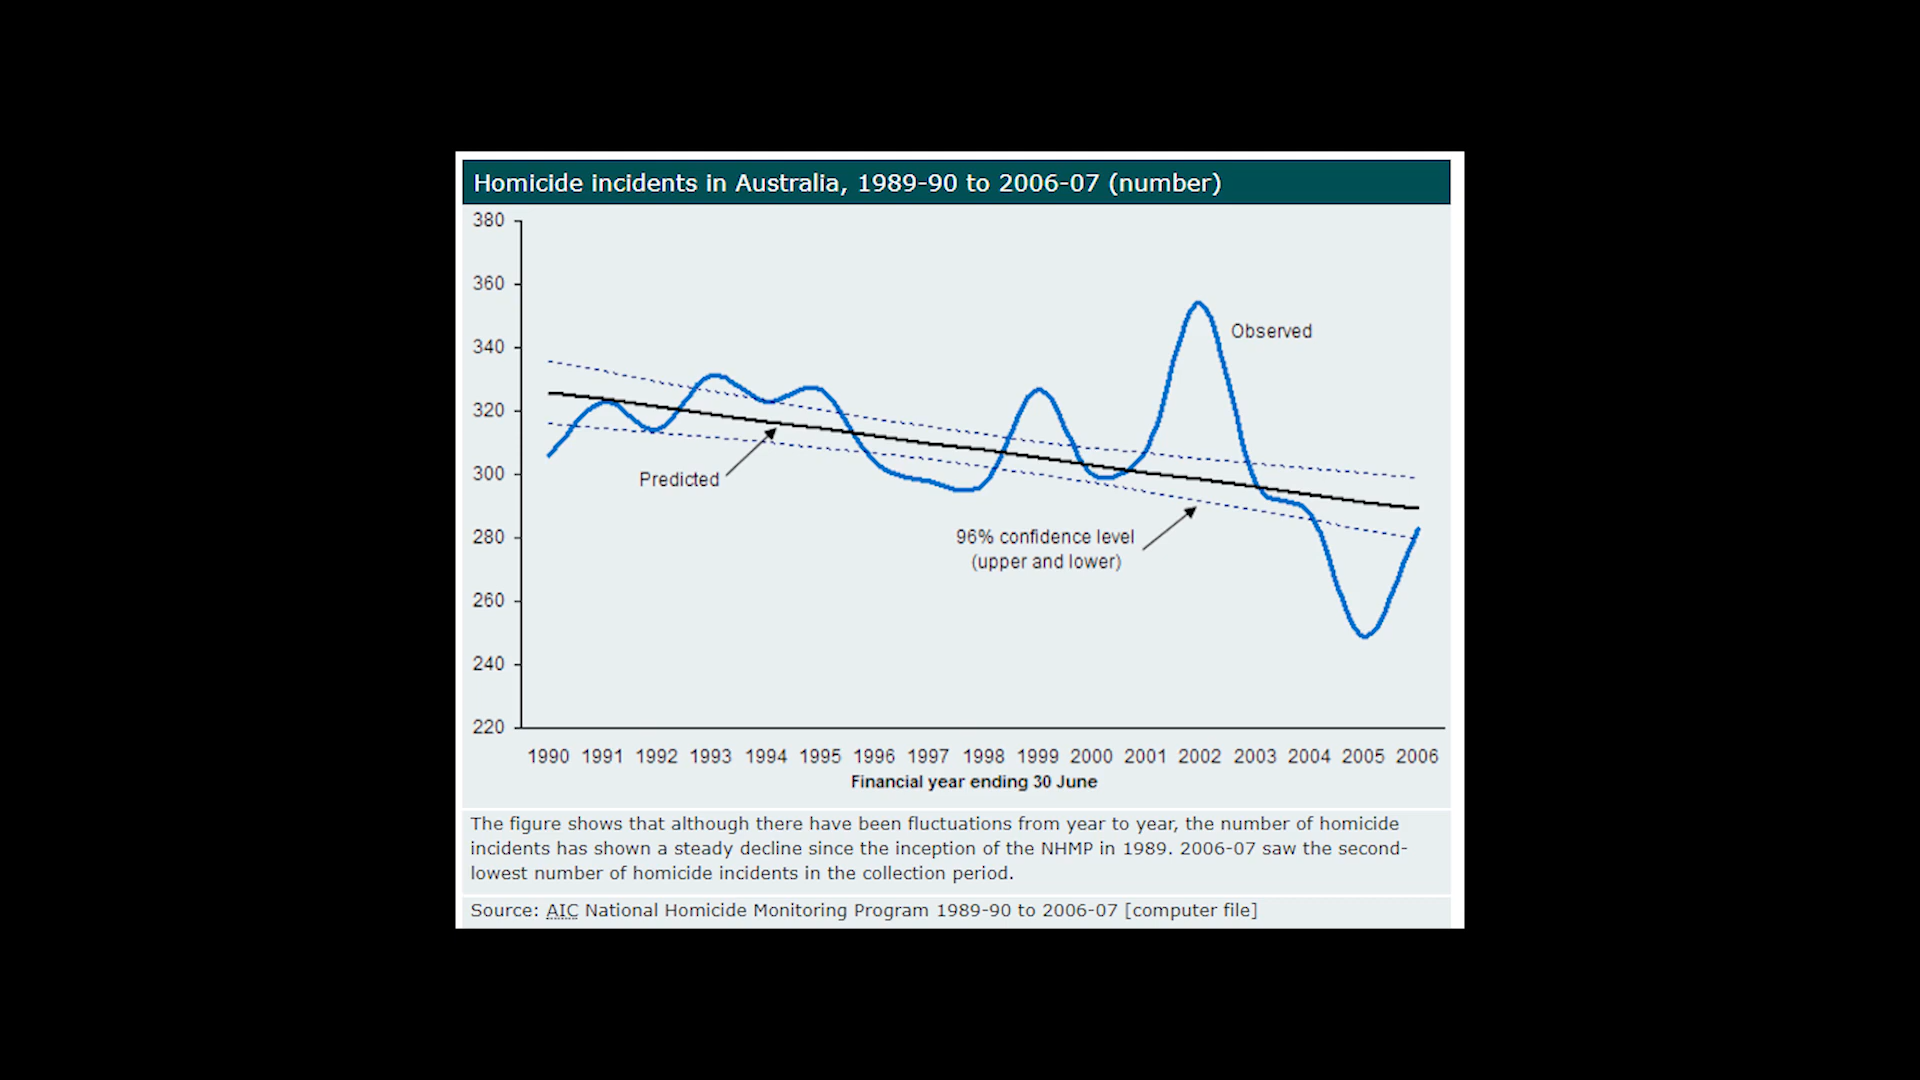 Homicide incidents in Australia, 1989-90 to 2006-07 (number)
380
360
340
320
300
280
260
240
220
Observed
Predicted
96% confidence level
(upper and lower)
1990 1991 1992 1993 1994 1995 1996 1997 1998 1999 2000 2001 2002 2003 2004 2005 2006
Financial year ending 30 June
The figure shows that although there have been fluctuations from year to year, the number of homicide
incidents has shown a steady decline since the inception of the NHMP in 1989. 2006-07 saw the second-
lowest number of homicide incidents in the collection period.
Source: AIC National Homicide Monitoring Program 1989-90 to 2006-07 [computer file]